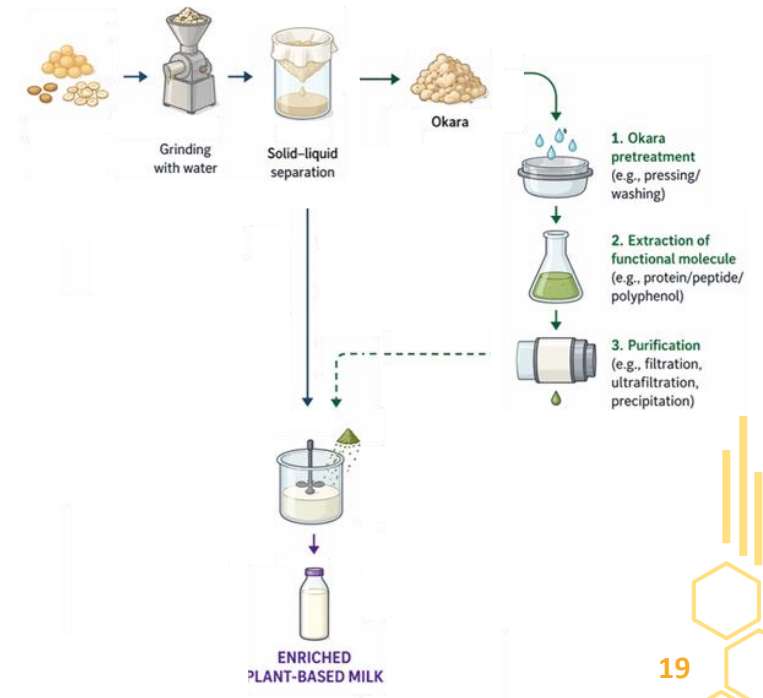 Grinding
with water
Solid–liquid
separation
Okara
1. Okara
pretreatment
(e.g., pressing/
washing)
2. Extraction of
functional molecule
(e.g., protein/peptide/
polyphenol)
3. Purification
(e.g., filtration,
ultrafiltration,
precipitation)
ENRICHED
PLANT-BASED MILK
19